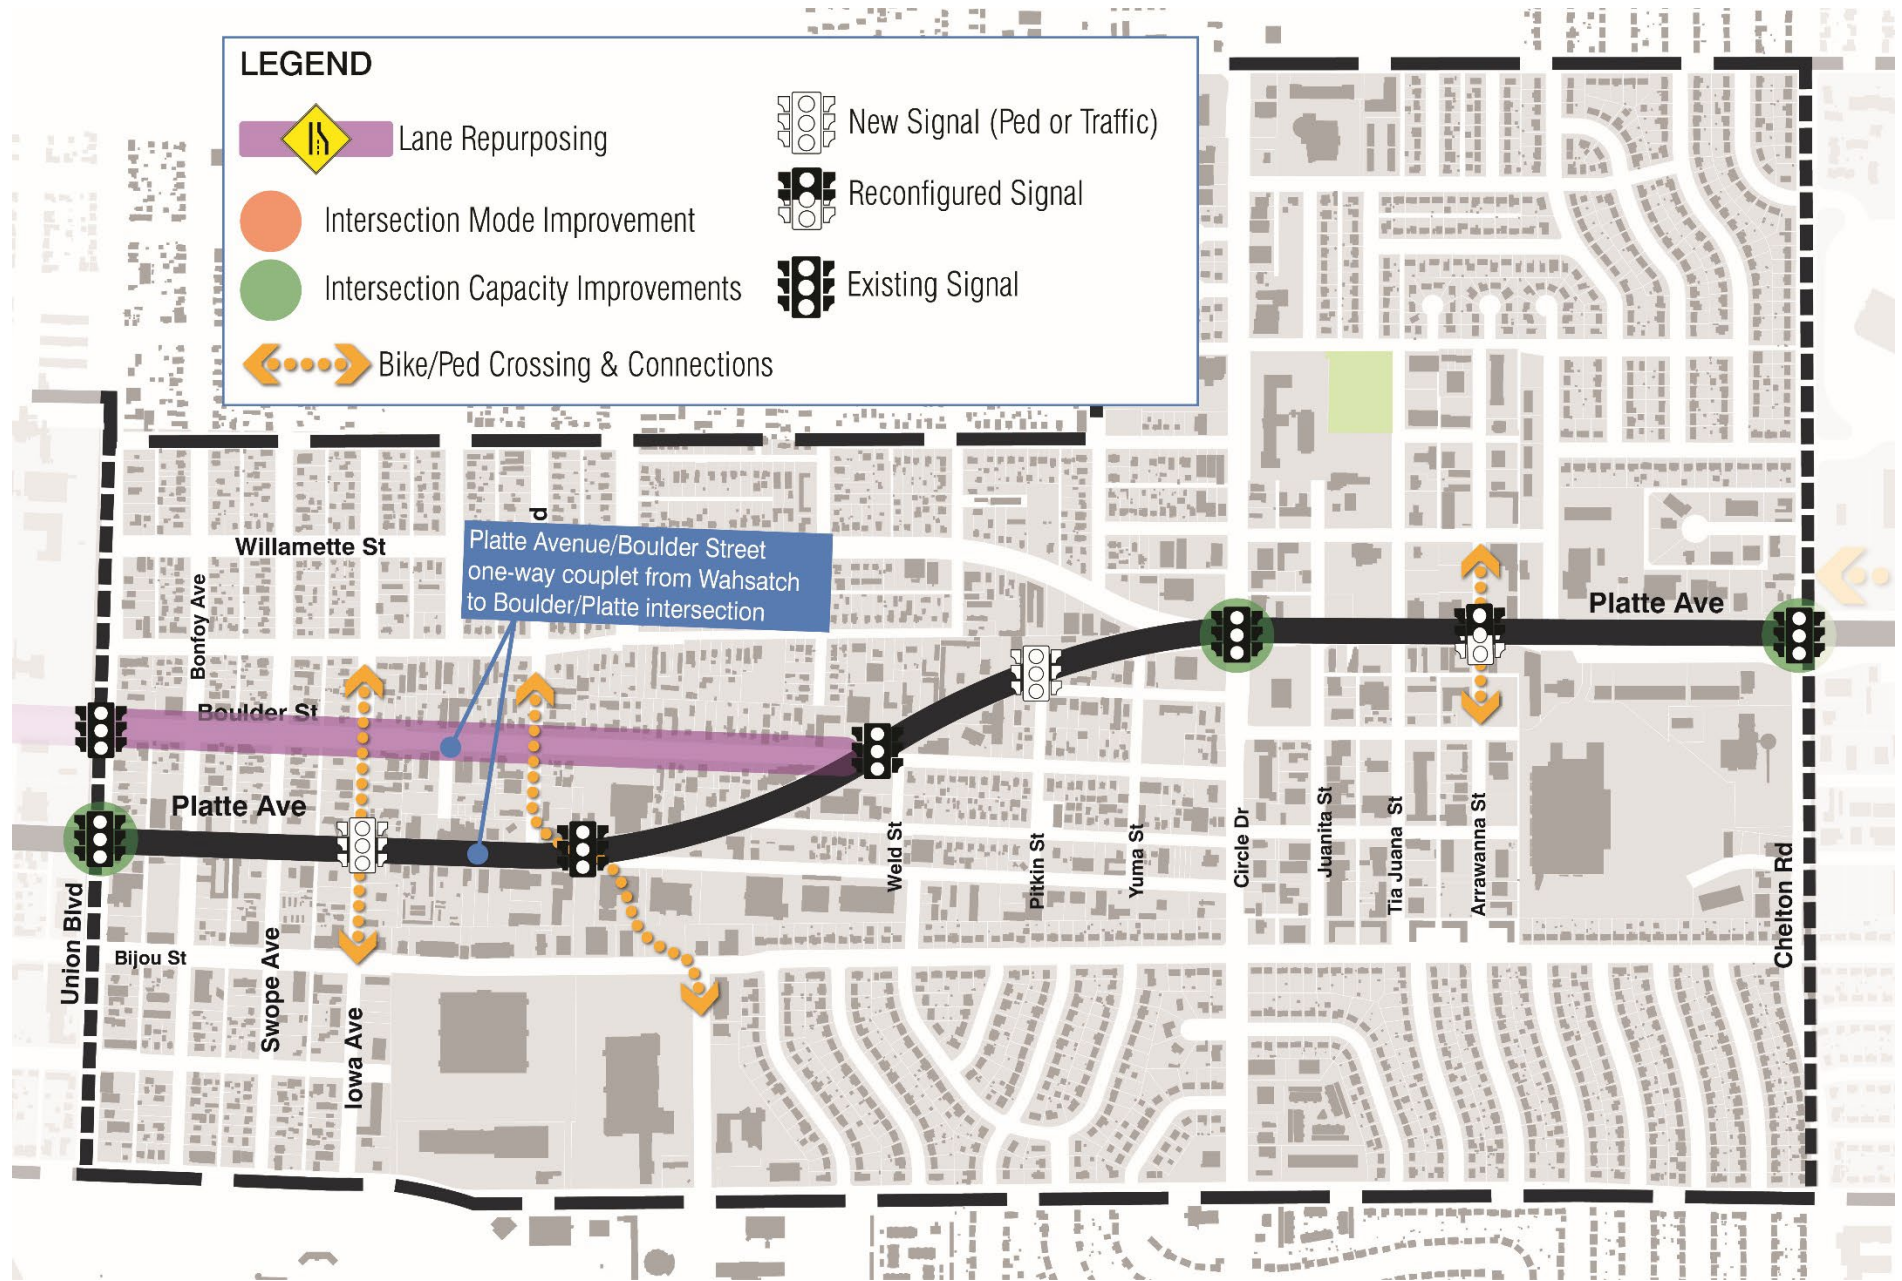 LEGEND
Lane Repurposing
Intersection Mode Improvement
Intersection Capacity Improvements
Bike/Ped Crossing & Connections
New Signal (Ped or Traffic)
Reconfigured Signal
Existing Signal
d
Willamette St
Platte Avenue/Boulder Street
one-way couplet from Wahsatch
to Boulder/Platte intersection
Bonfoy Ave
Platte Ave
Boulder St
Platte Ave
Weld St
Pitkin St
Yuma St
Circle Dr
Juanita St
Tia Juana St
Arrawanna St
Chelton Rd
Union Blvd
Bijou St
Swope Ave
Iowa Ave